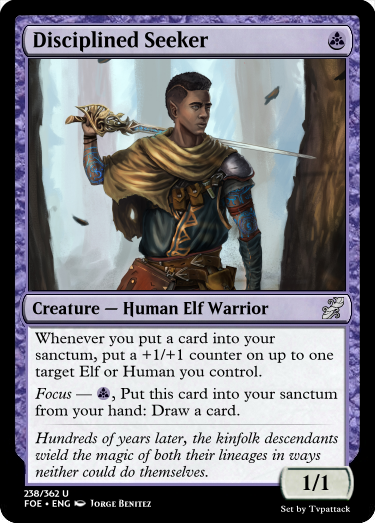 Disciplined Seeker
Creature — Human Elf Warrior
Whenever you put a card into your
sanctum, put a +1/+1 counter on up to one
target Elf or Human you control.
Focus — , Put this card into your sanctum
from your hand: Draw a card.
Hundreds of years later, the kinfolk descendants
wield the magic of both their lineages in ways
neither could do themselves.
1/1
238/362 U
FOE • ENG Jorge Benitez
Set by Tvpattack